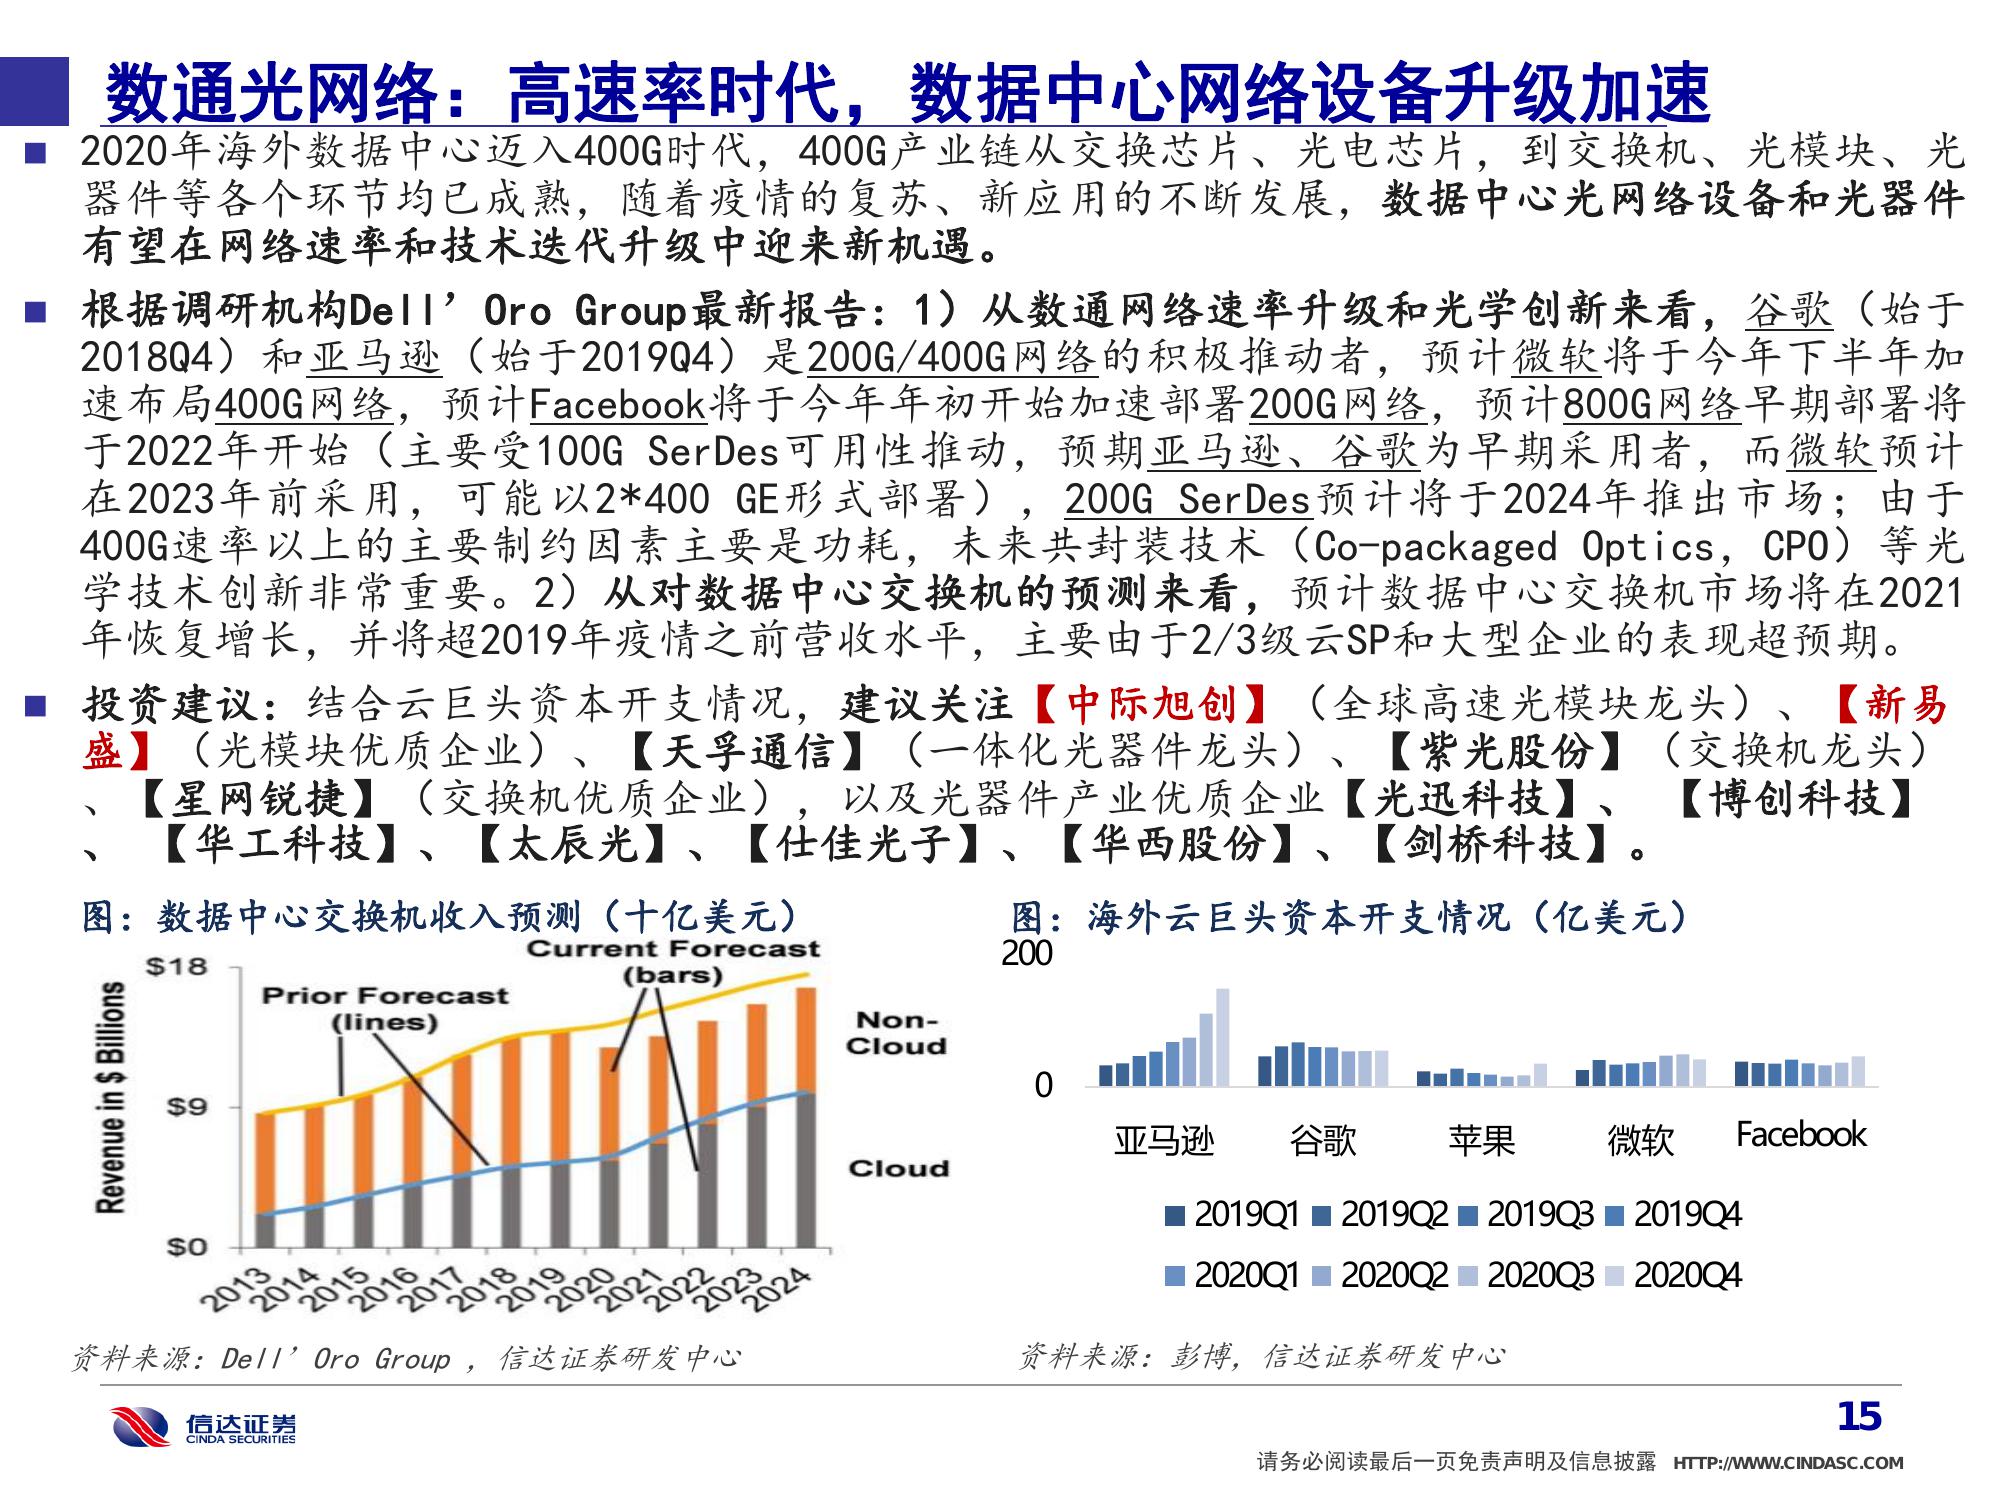 数通光网络：高速率时代，数据中心网络设备升级加速
2020年海外数据中心迈入400G时代，400G产业链从交换芯片、光电芯片，到交换机、光模块、光
器件等各个环节均已成熟，随着疫情的复苏、新应用的不断发展，数据中心光网络设备和光器件
有望在网络速率和技术迭代升级中迎来新机遇。
根据调研机构Dell’Oro Group最新报告：1）从数通网络速率升级和光学创新来看，谷歌（始于
2018Q4）和亚马逊（始于2019Q4）是200G/400G网络的积极推动者，预计微软将于今年下半年加
速布局400G网络，预计Facebook将于今年年初开始加速部署200G网络，预计800G网络早期部署将
于2022年开始（主要受100G SerDes可用性推动，预期亚马逊、谷歌为早期采用者，而微软预计
在2023年前采用，可能以2*400 GE形式部署），200G SerDes预计将于2024年推出市场；由于
400G速率以上的主要制约因素主要是功耗，未来共封装技术（Co-packaged Optics，CPO）等光
学技术创新非常重要。2）从对数据中心交换机的预测来看，预计数据中心交换机市场将在2021
年恢复增长，并将超2019年疫情之前营收水平，主要由于2/3级云SP和大型企业的表现超预期。
投资建议：结合云巨头资本开支情况，建议关注【中际旭创】（全球高速光模块龙头）、【新易
盛】（光模块优质企业）、【天孚通信】（一体化光器件龙头）、【紫光股份】（交换机龙头）
、【星网锐捷】（交换机优质企业），以及光器件产业优质企业【光迅科技】、 【博创科技】
、 【华工科技】、【太辰光】、【仕佳光子】、【华西股份】、【剑桥科技】。
图：数据中心交换机收入预测（十亿美元）
Current Forecast
(bars)
Prior Forecast
(lines)
Revenue in $ Billions
$18
$9
$0
Non-
Cloud
Cloud
2013 2014 2015 2016 2017 2018 2019 2020 2021 2022 2023 2024
资料来源：Dell’Oro Group ，信达证券研发中心
图：海外云巨头资本开支情况（亿美元）
200
0
亚马逊 谷歌 苹果 微软 Facebook
2019Q1 2019Q2 2019Q3 2019Q4
2020Q1 2020Q2 2020Q3 2020Q4
资料来源：彭博，信达证券研发中心
信达证券
CINDA SECURITIES
15
请务必阅读最后一页免责声明及信息披露 HTTP://WWW.CINDASC.COM